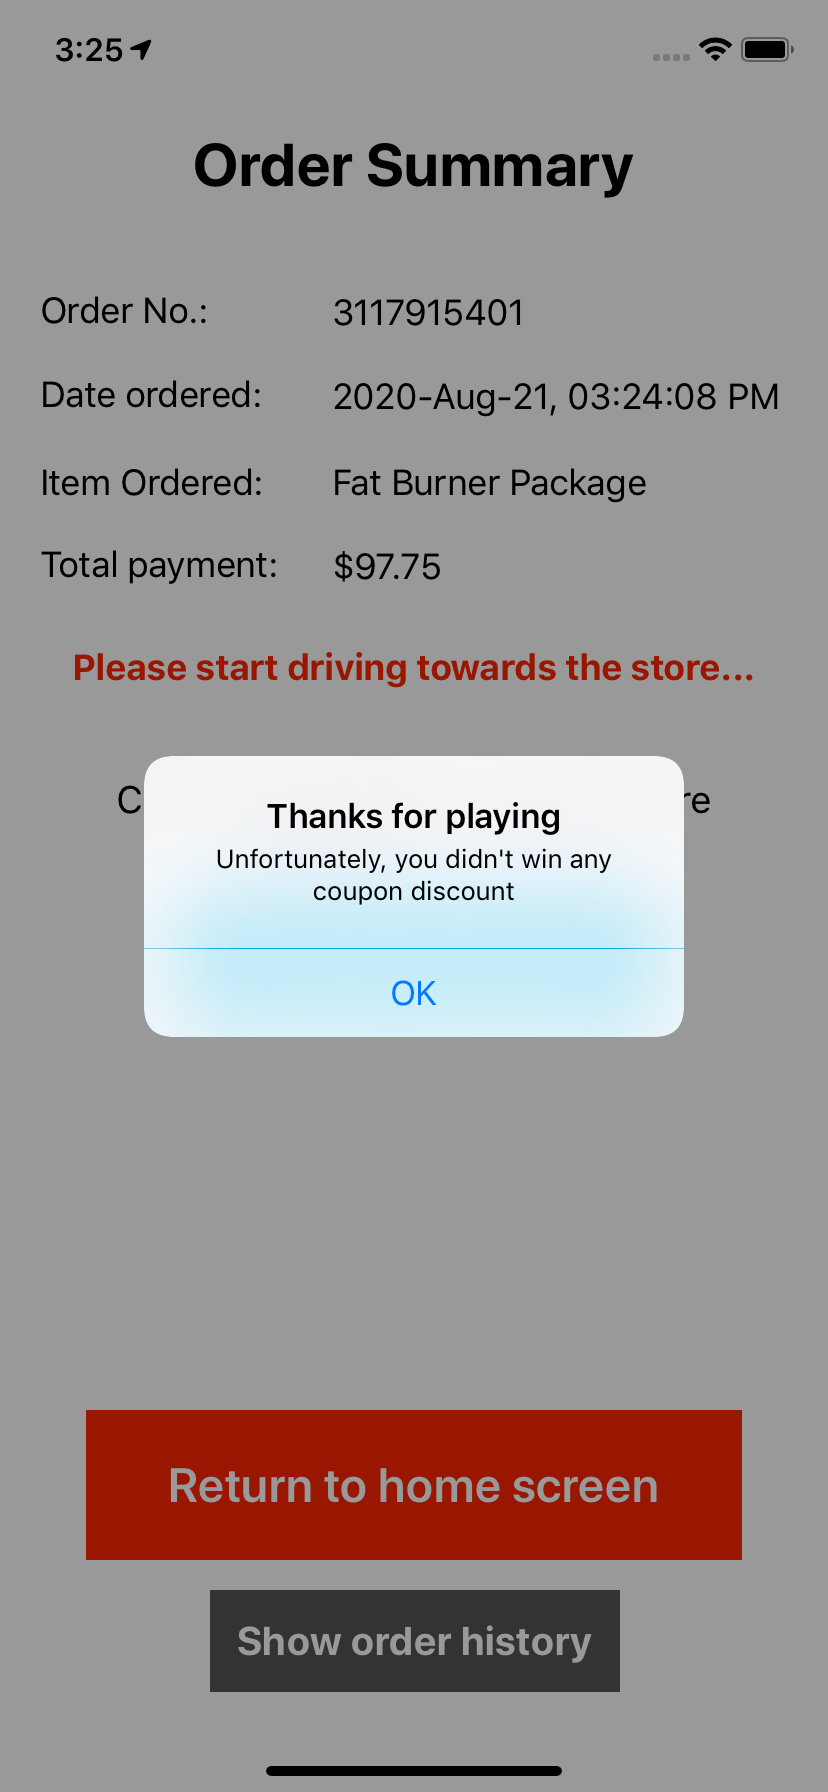 3:25
Order Summary
Order No.: 3117915401
Date ordered: 2020-Aug-21, 03:24:08 PM
Item Ordered: Fat Burner Package
Total payment: $97.75
Please start driving towards the store...
Thanks for playing
Unfortunately, you didn't win any
coupon discount
OK
Return to home screen
Show order history